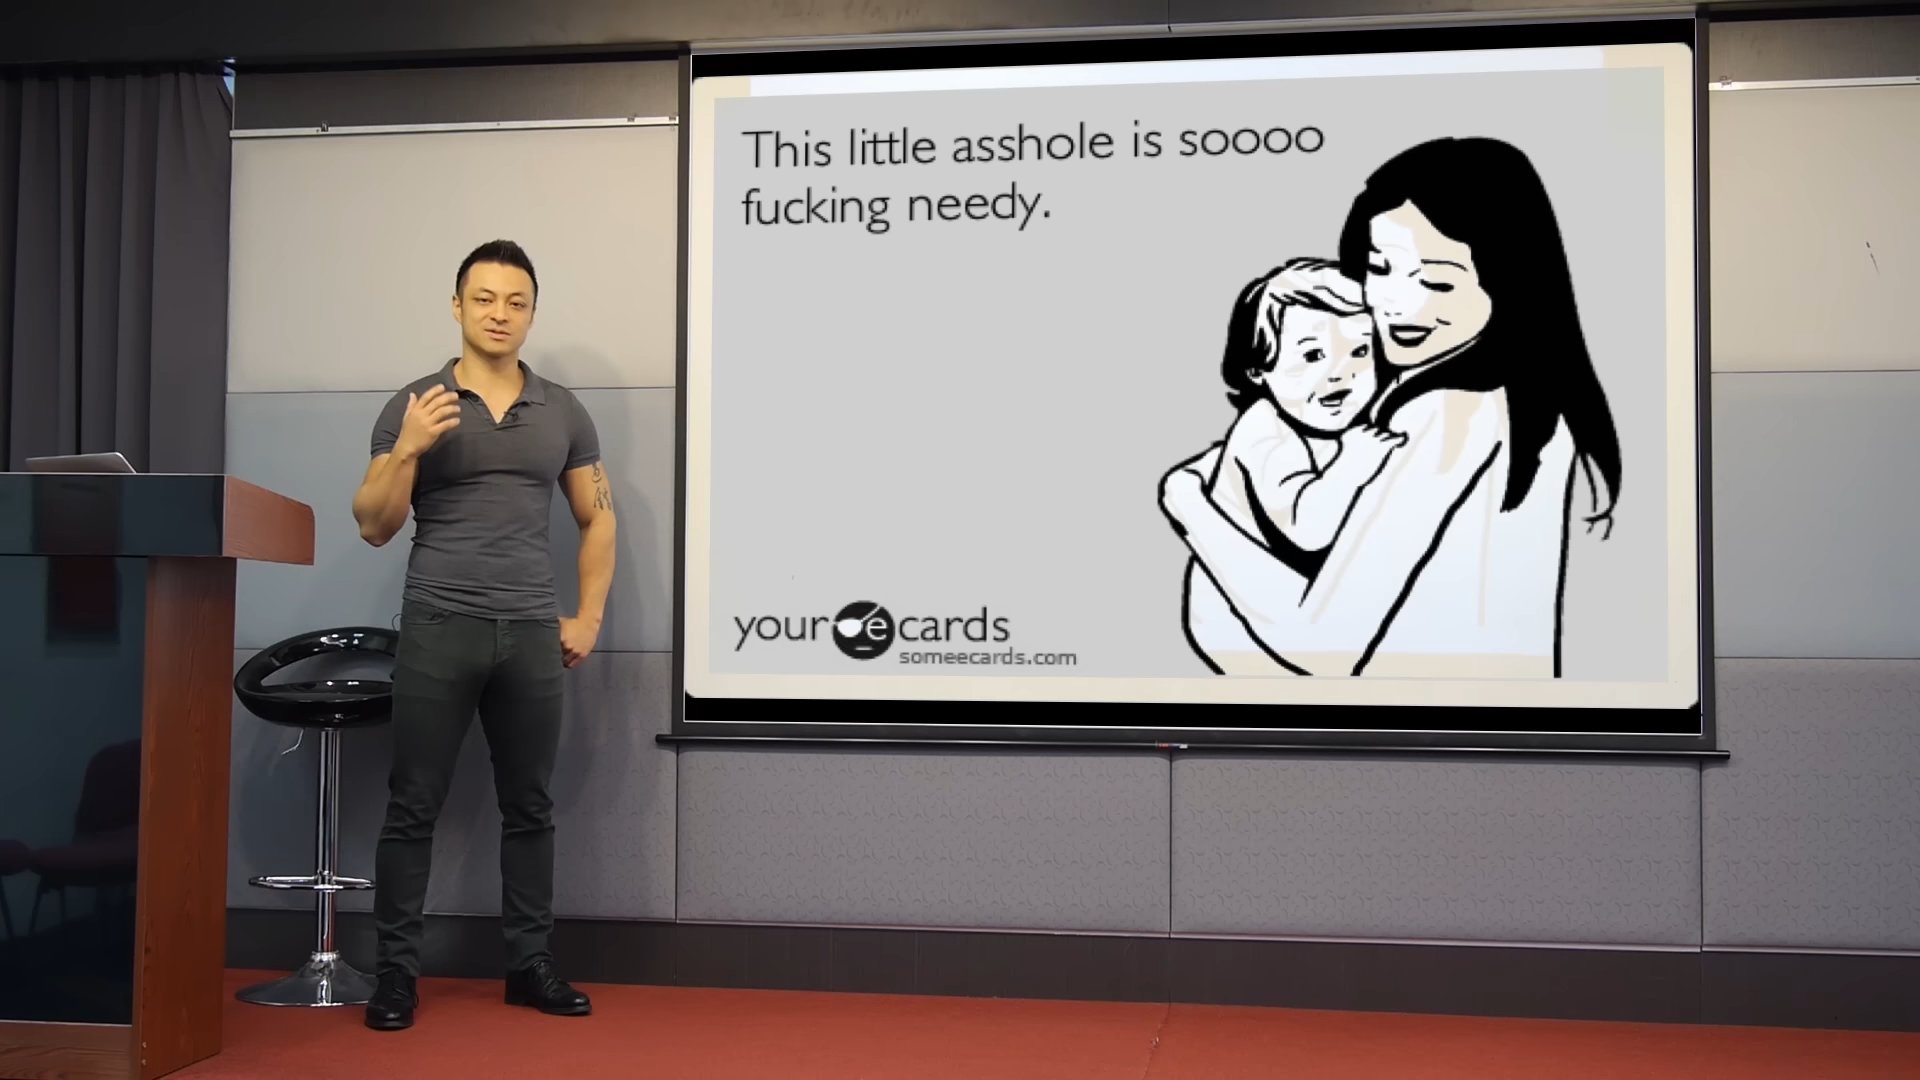 This little asshole is soooo
fucking needy.
your e cards
someecards.com